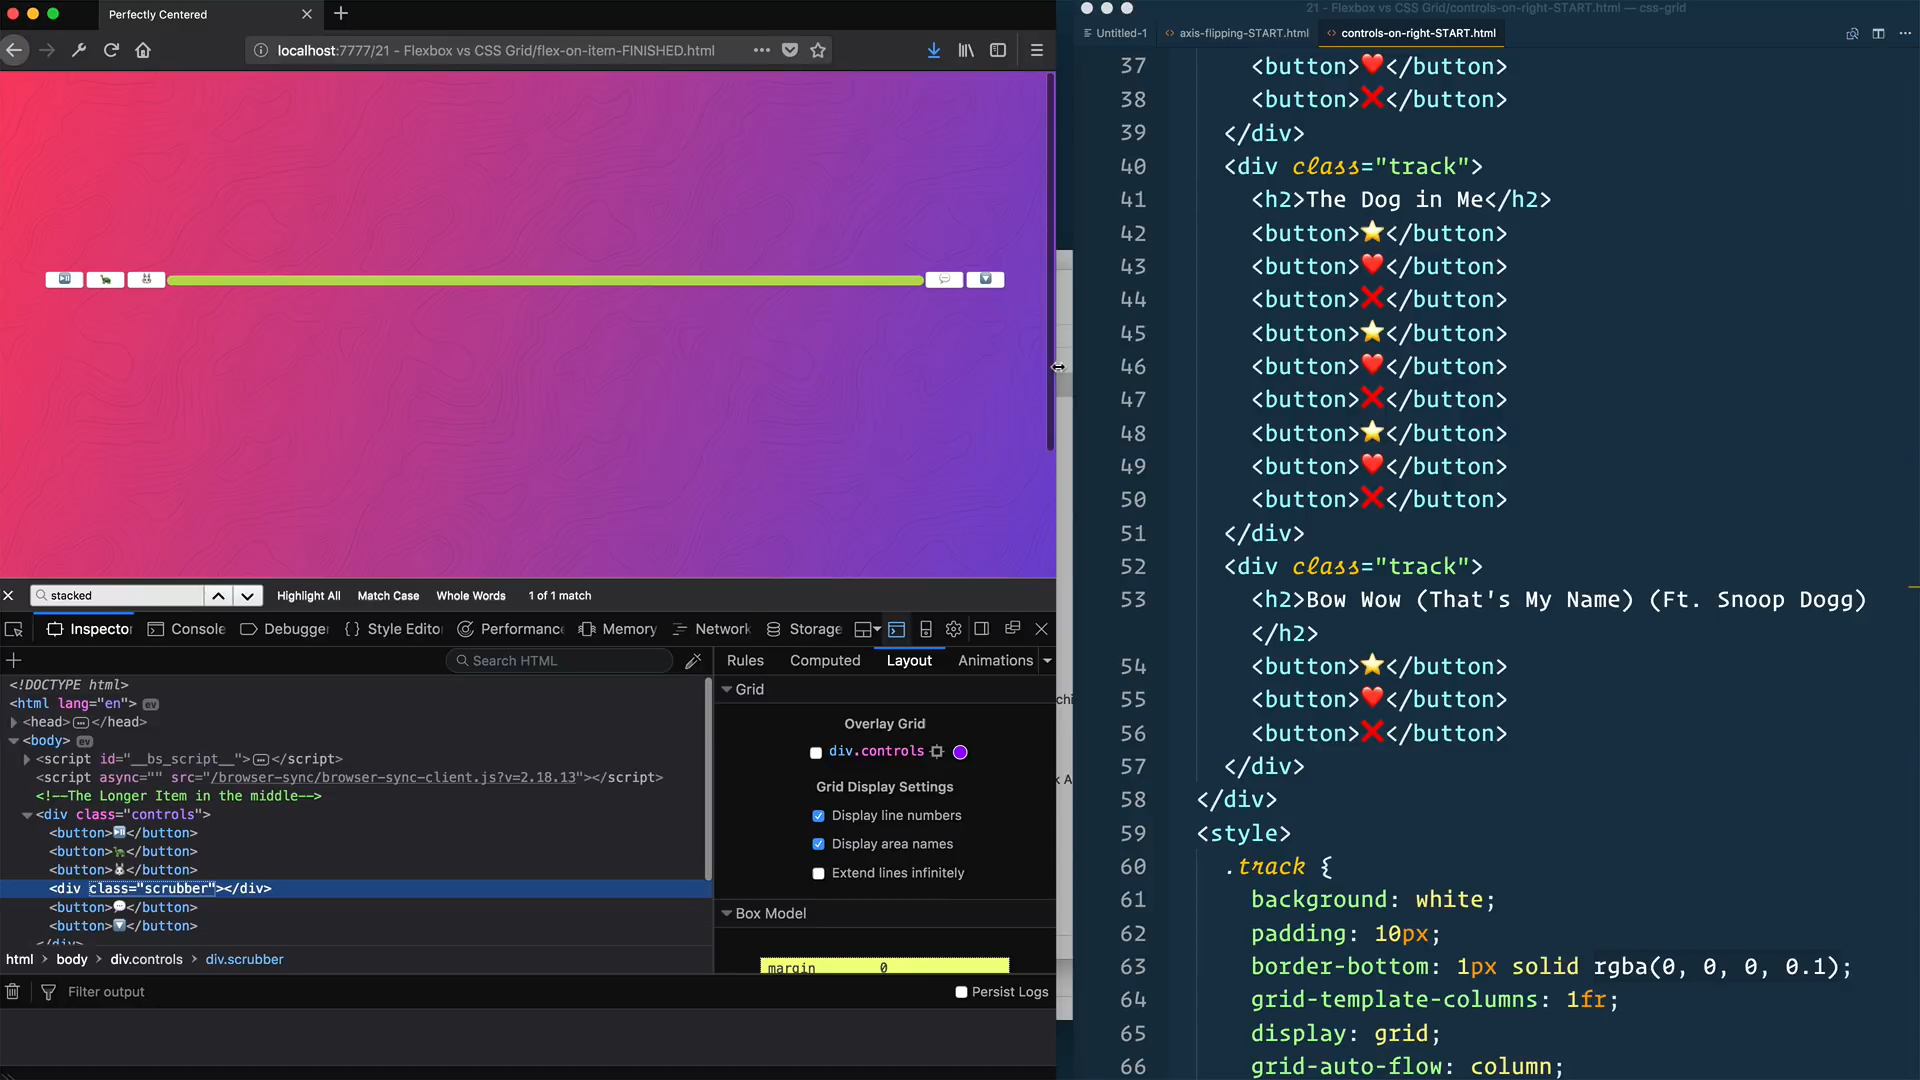 Perfectly Centered
localhost:7777/21 - Flexbox vs CSS Grid/flex-on-item-FINISHED.html
stacked
Highlight All
Match Case
Whole Words
1 of 1 match
Inspector
Console
Debugger
Style Edito
Performanc
Memory
Network
Storage
Search HTML
Rules
Computed
Layout
Animations
<!DOCTYPE html>
<html lang="en"> ev
<head></head>
<body> ev
<script id="__bs_script__"></script>
<script async="" src="/browser-sync/browser-sync-client.js?v=2.18.13"></script>
<!--The Longer Item in the middle-->
<div class="controls">
<button>⏯</button>
<button>🐢</button>
<button>🐰</button>
<div class="scrubber"></div>
<button>💬</button>
<button>🔽</button>
</div>
html > body > div.controls > div.scrubber
Grid
Overlay Grid
div.controls
Grid Display Settings
Display line numbers
Display area names
Extend lines infinitely
Box Model
margin 0
Filter output
Persist Logs
21 - Flexbox vs CSS Grid/controls-on-right-START.html — css-grid
Untitled-1
axis-flipping-START.html
controls-on-right-START.html
37 <button>❤️</button>
38 <button>❌</button>
39 </div>
40 <div class="track">
41 <h2>The Dog in Me</h2>
42 <button>⭐</button>
43 <button>❤️</button>
44 <button>❌</button>
45 <button>⭐</button>
46 <button>❤️</button>
47 <button>❌</button>
48 <button>⭐</button>
49 <button>❤️</button>
50 <button>❌</button>
51 </div>
52 <div class="track">
53 <h2>Bow Wow (That's My Name) (Ft. Snoop Dogg)
</h2>
54 <button>⭐</button>
55 <button>❤️</button>
56 <button>❌</button>
57 </div>
58 </div>
59 <style>
60 .track {
61 background: white;
62 padding: 10px;
63 border-bottom: 1px solid rgba(0, 0, 0, 0.1);
64 grid-template-columns: 1fr;
65 display: grid;
66 grid-auto-flow: column;